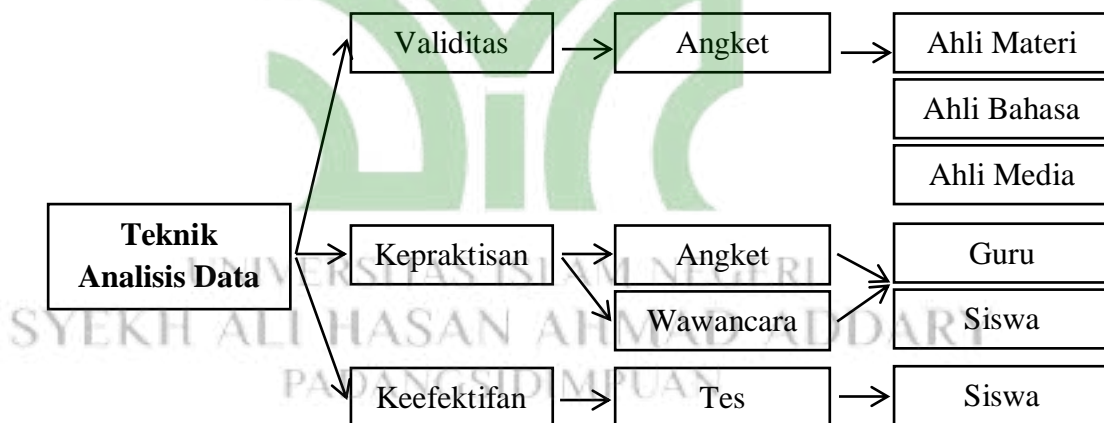 Validitas
Angket
Ahli Materi
Ahli Bahasa
Ahli Media
Teknik
Analisis Data
Kepraktisan
Angket
Guru
Wawancara
Siswa
Keefektifan
Tes
Siswa
UNIVERSITAS ISLAM NEGERI
SYEKH ALI HASAN AHMAD ADDARY
PADANGSIDIMPUAN